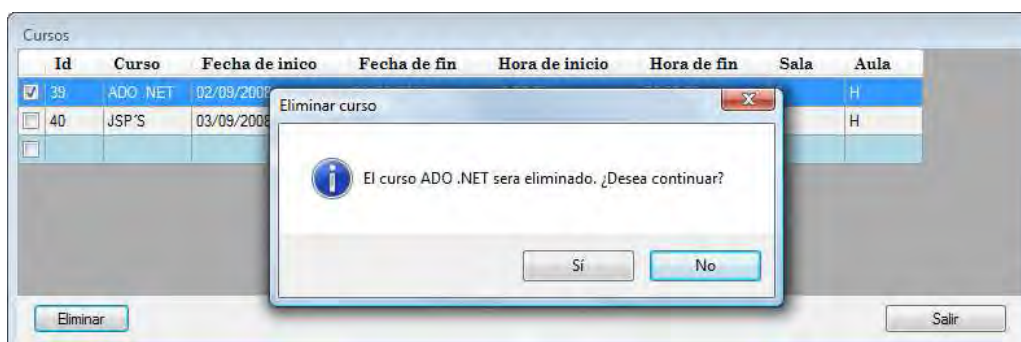 Cursos
Id Curso Fecha de inico Fecha de fin Hora de inicio Hora de fin Sala Aula
39 ADO .NET 02/09/2008 H
40 JSP'S 03/09/2008 H
Eliminar curso
El curso ADO .NET sera eliminado. ¿Desea continuar?
Sí No
Eliminar Salir